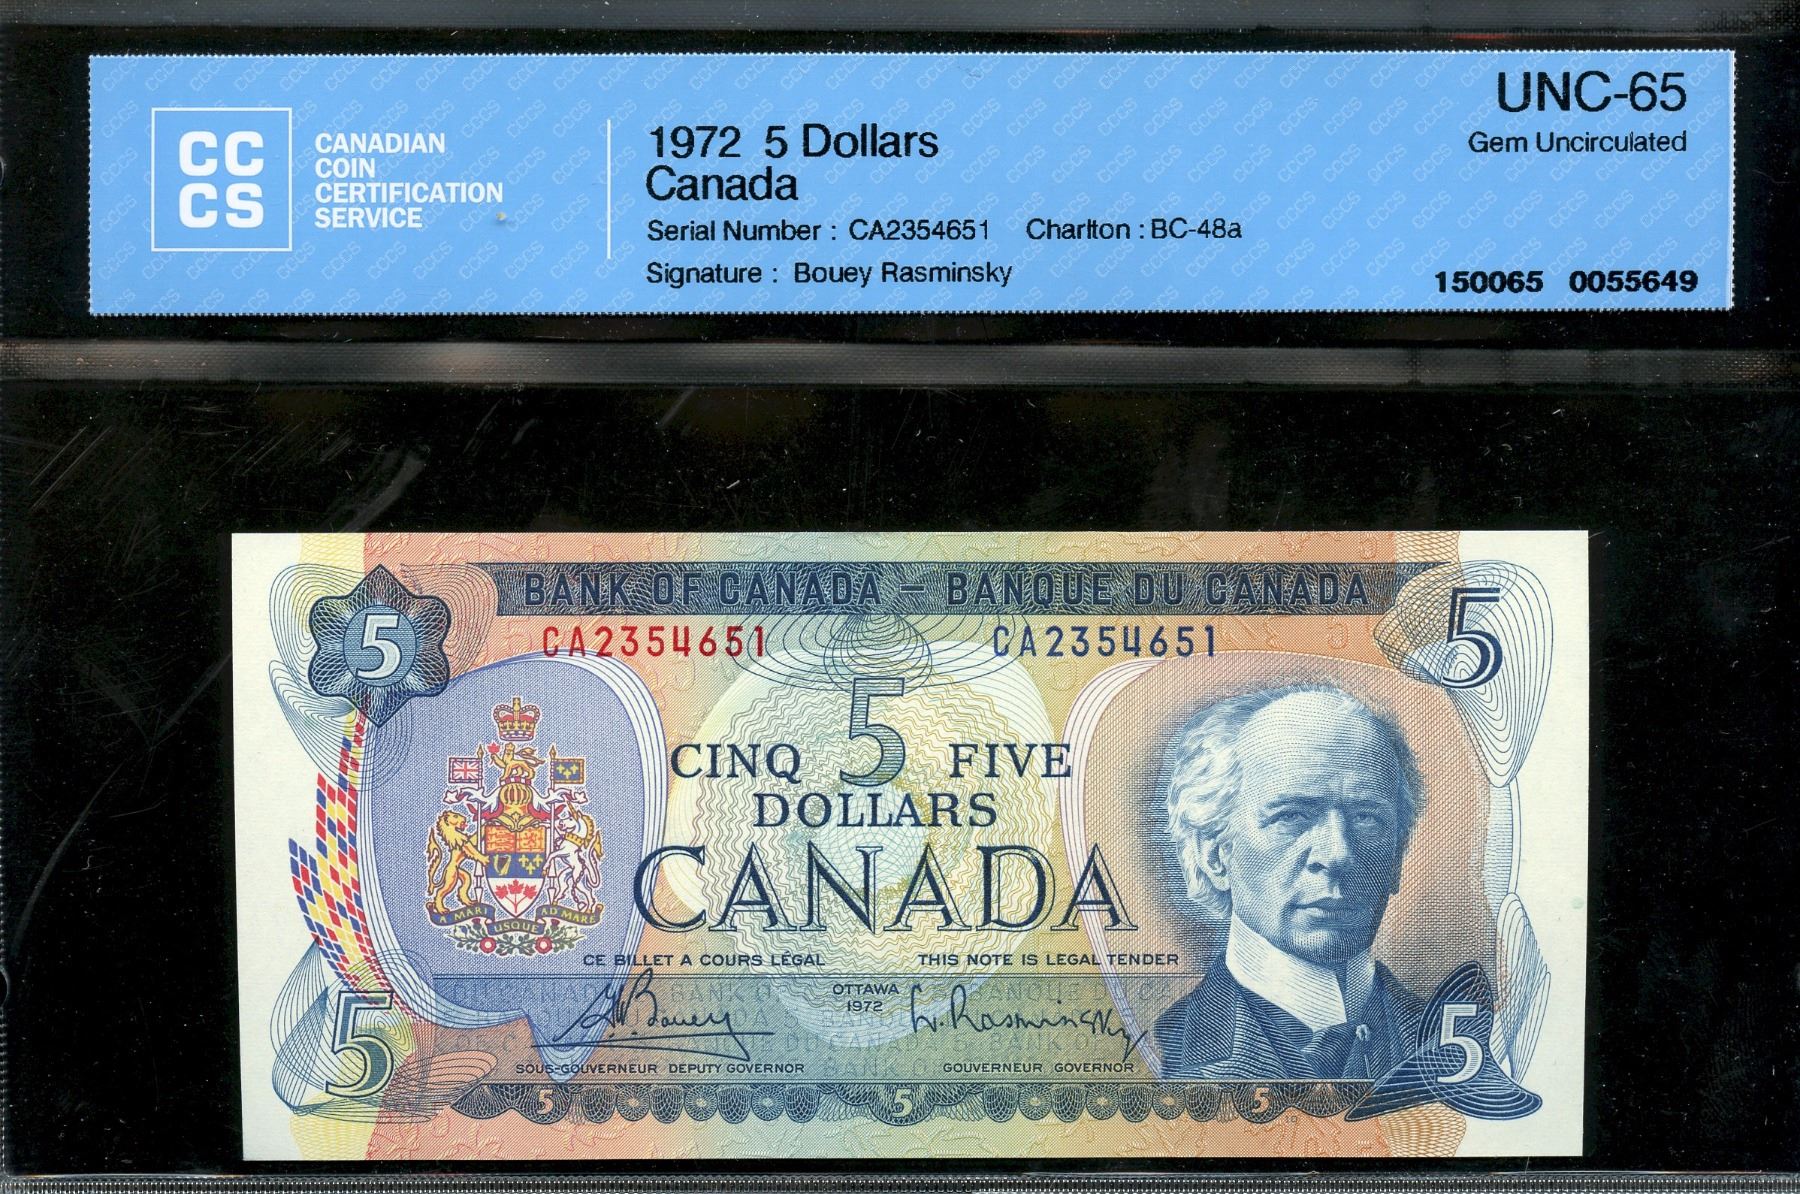 CC
CS
CANADIAN
COIN
CERTIFICATION
SERVICE
1972 5 Dollars
Canada
Serial Number : CA2354651 Charlton : BC-48a
Signature : Bouey Rasminsky
UNC-65
Gem Uncirculated
150065 0055649
BANK OF CANADA – BANQUE DU CANADA
5
5
CA2354651 CA2354651
5
CINQ FIVE
DOLLARS
CANADA
A MARI USQUE AD MARE
CE BILLET A COURS LÉGAL THIS NOTE IS LEGAL TENDER
OTTAWA
1972
G.K. Bouey L. Rasminsky
SOUS-GOUVERNEUR DEPUTY GOVERNOR GOUVERNEUR GOVERNOR
5
5
5 5 5